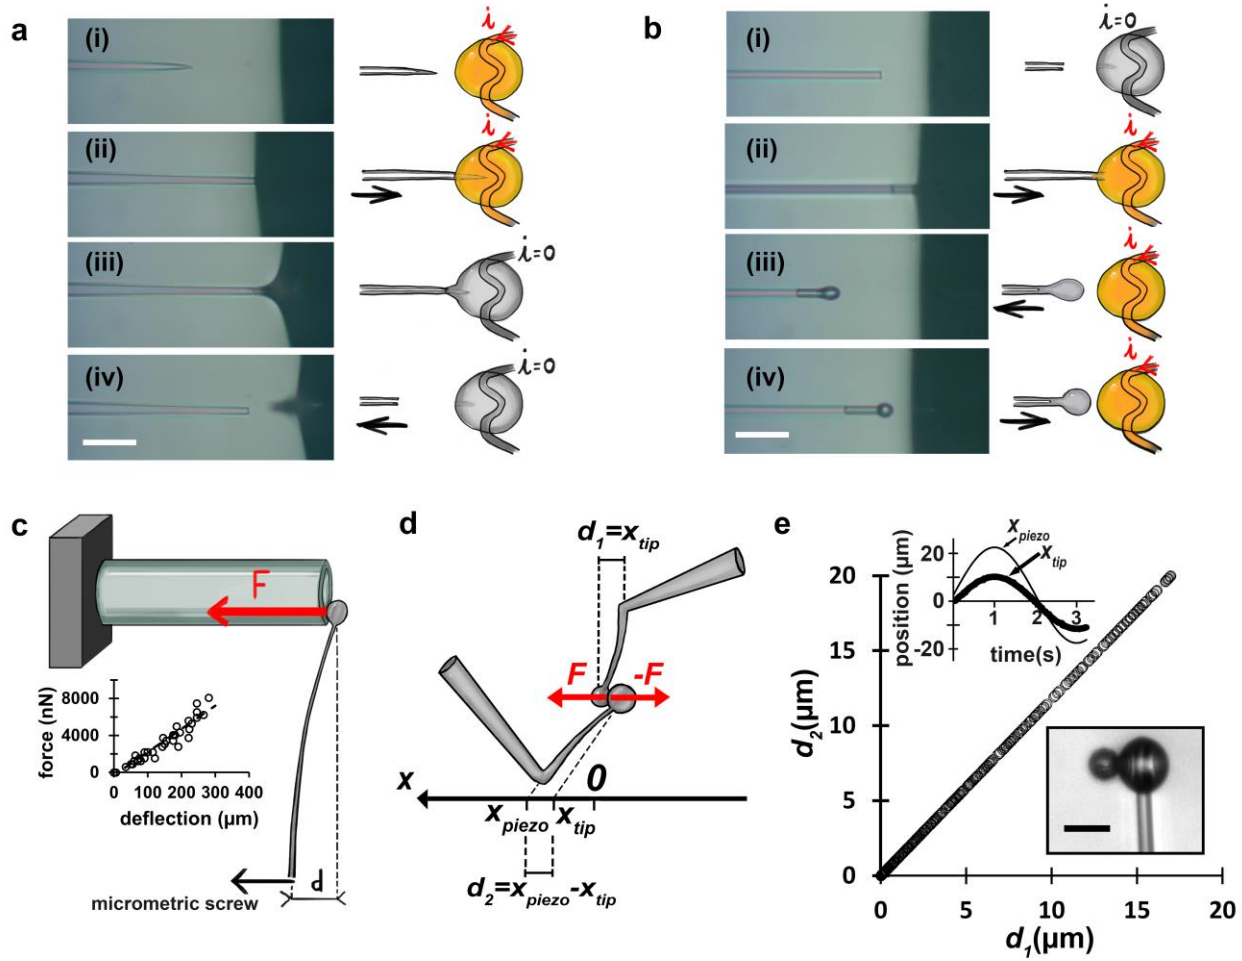 a
(i)
i
(ii)
i
(iii)
i=0
(iv)
i=0
b
(i)
i=0
(ii)
i
(iii)
i
(iv)
i
c
F
8000
4000
0
force (nN)
0 100 200 300 400
deflection (µm)
d
micrometric screw
d
d1=xtip
F -F
0
x
xpiezo xtip
d2=xpiezo-xtip
e
20
15
10
5
0
d2(µm)
0 5 10 15 20
d1(µm)
xpiezo
xtip
20
0
-20
position (µm)
1 2 3
time(s)